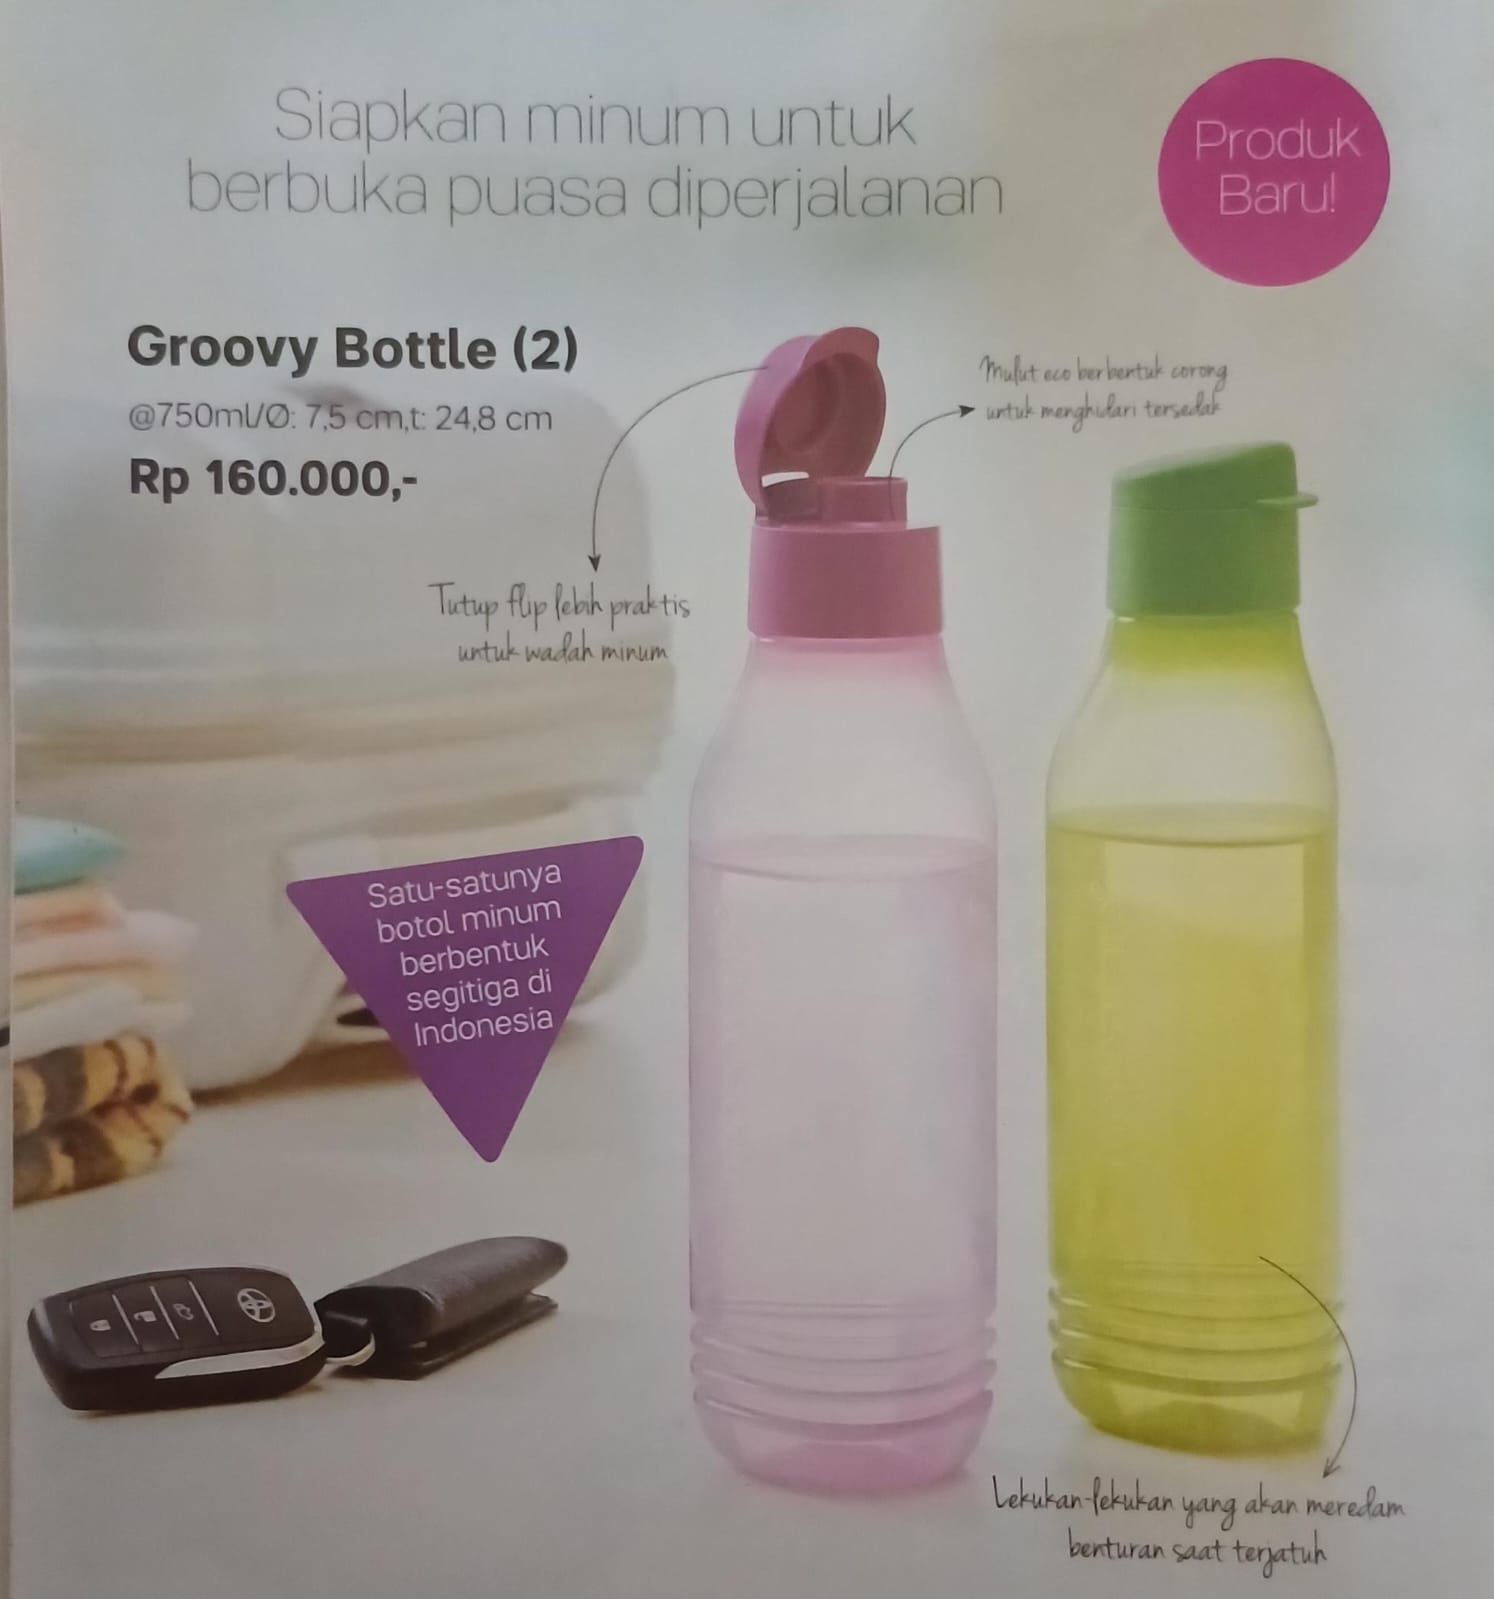 Siapkan minum untuk
berbuka puasa diperjalanan
Produk
Baru!
Groovy Bottle (2)
@750ml/Ø: 7,5 cm,t: 24,8 cm
Rp 160.000,-
Mulut eco berbentuk corong
untuk menghidari tersedak
Tutup flip lebih praktis
untuk wadah minum
Satu-satunya
botol minum
berbentuk
segitiga di
Indonesia
Lekukan-lekukan yang akan meredam
benturan saat terjatuh